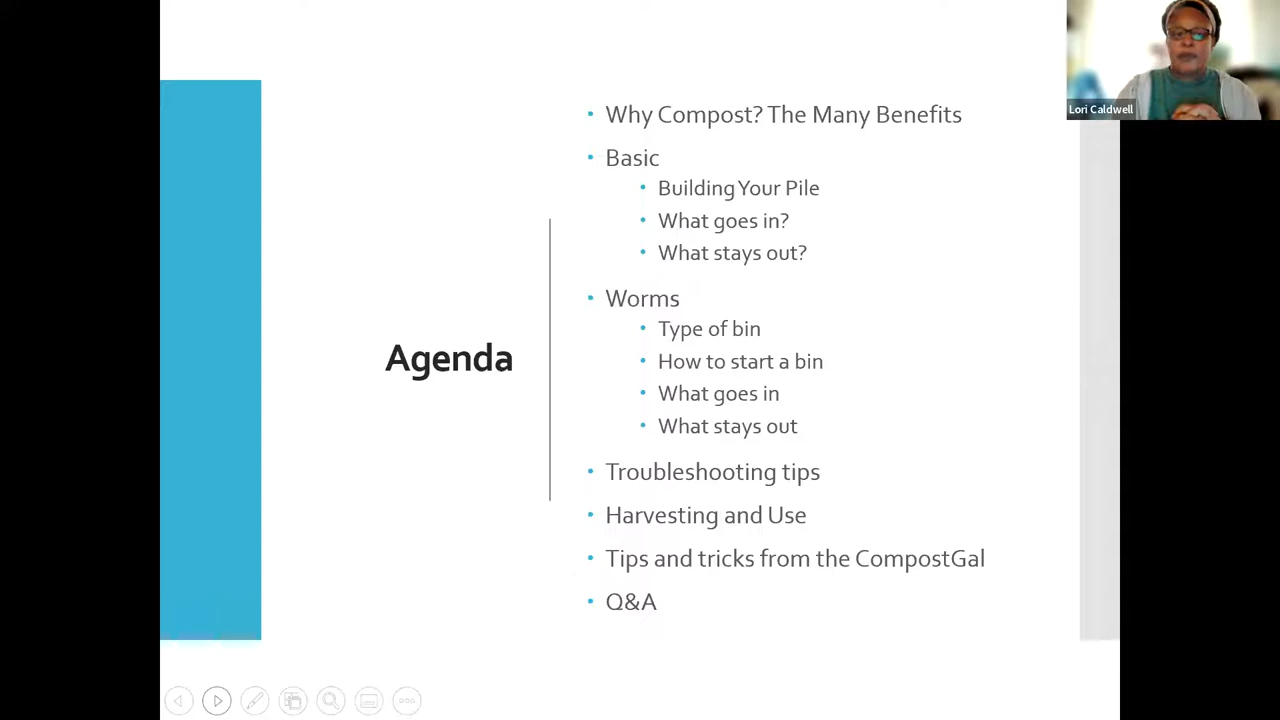 Lori Caldwell
Agenda
• Why Compost? The Many Benefits
• Basic
• Building Your Pile
• What goes in?
• What stays out?
• Worms
• Type of bin
• How to start a bin
• What goes in
• What stays out
• Troubleshooting tips
• Harvesting and Use
• Tips and tricks from the CompostGal
• Q&A